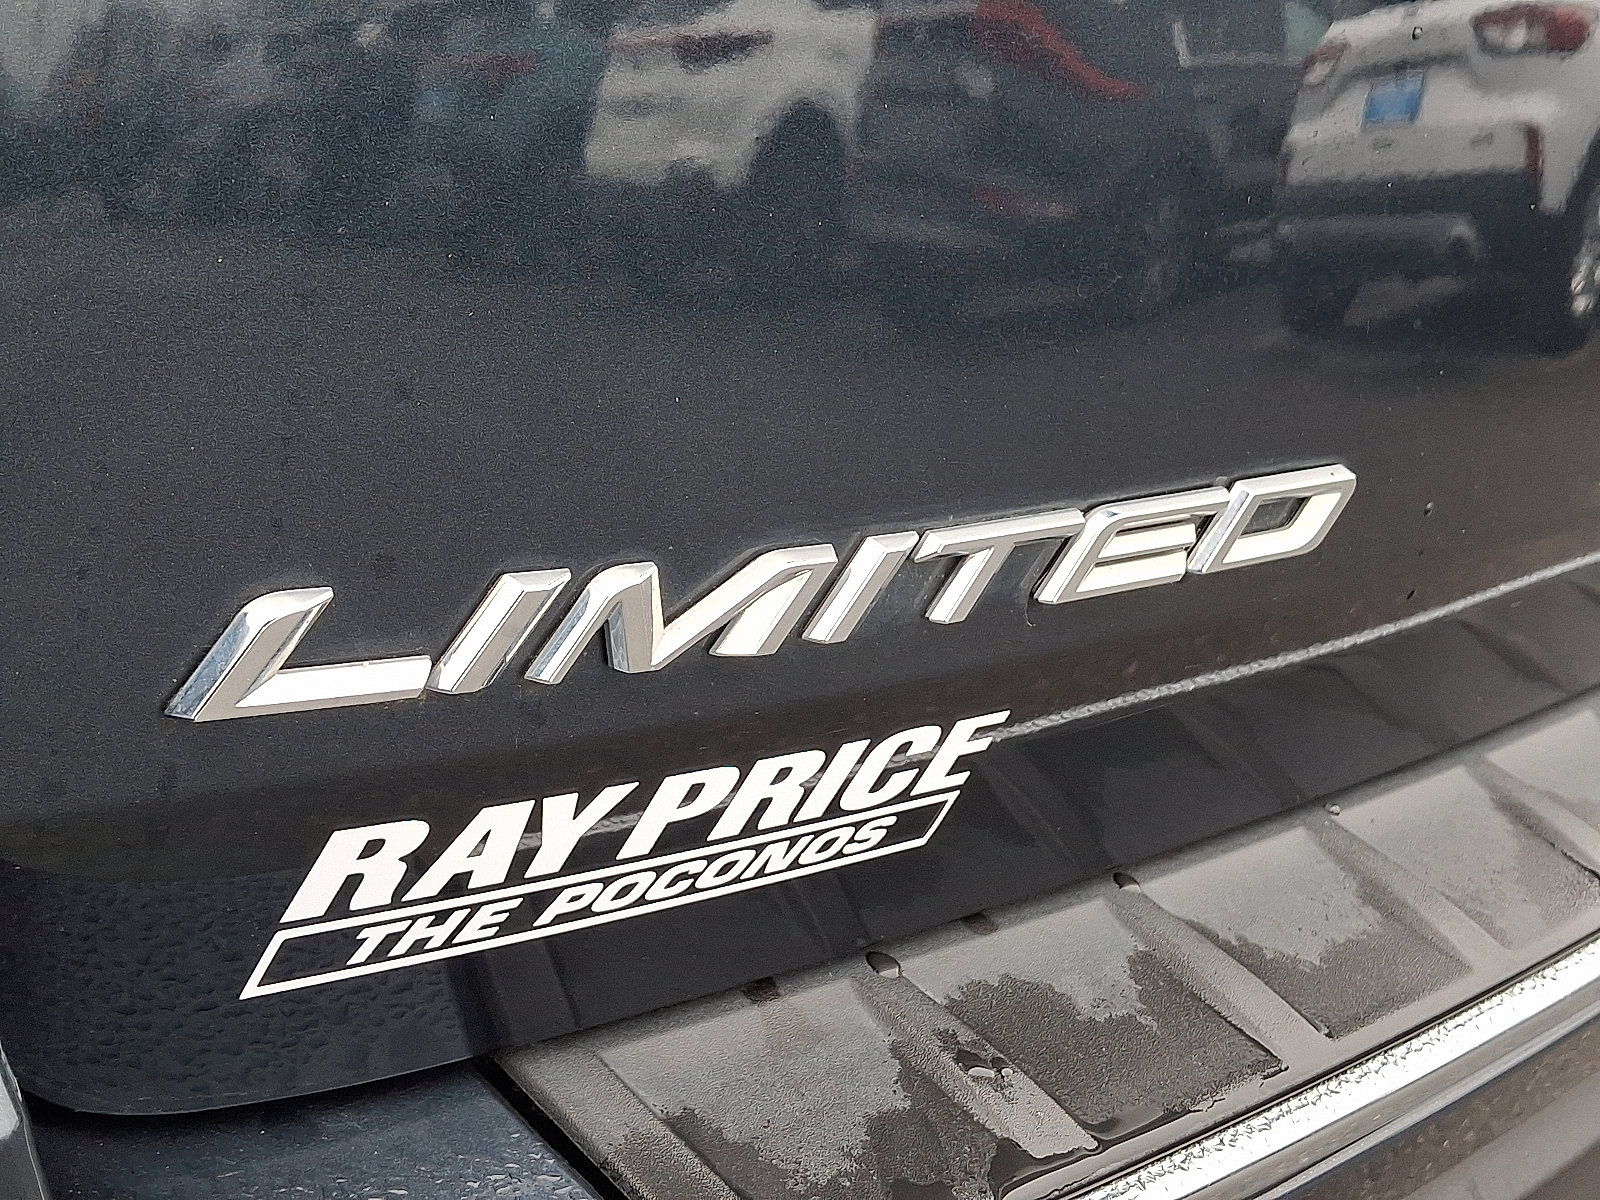 LIMITED
RAY PRICE
THE POCONOS